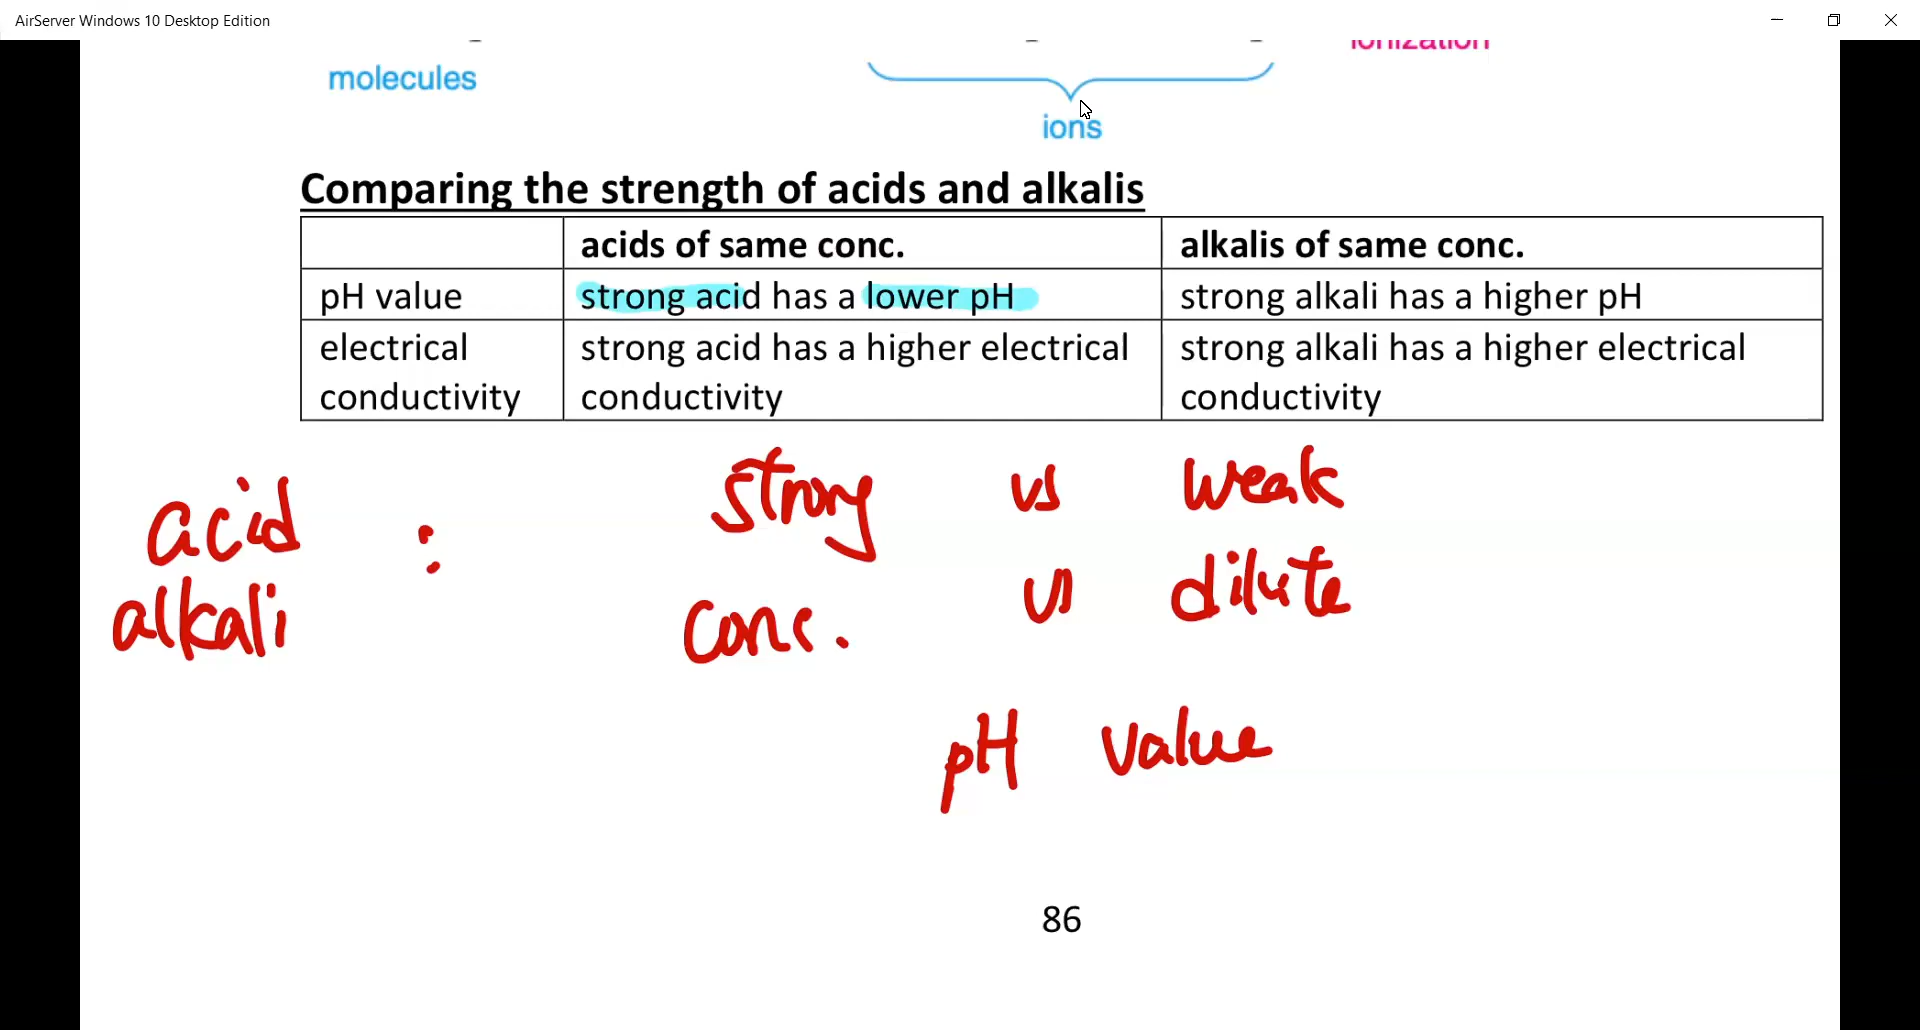 AirServer Windows 10 Desktop Edition
ionization
molecules
ions
Comparing the strength of acids and alkalis
acids of same conc. alkalis of same conc.
pH value strong acid has a lower pH strong alkali has a higher pH
electrical strong acid has a higher electrical strong alkali has a higher electrical
conductivity conductivity conductivity
acid : strong vs weak
alkali conc. vs dilute
pH value
86